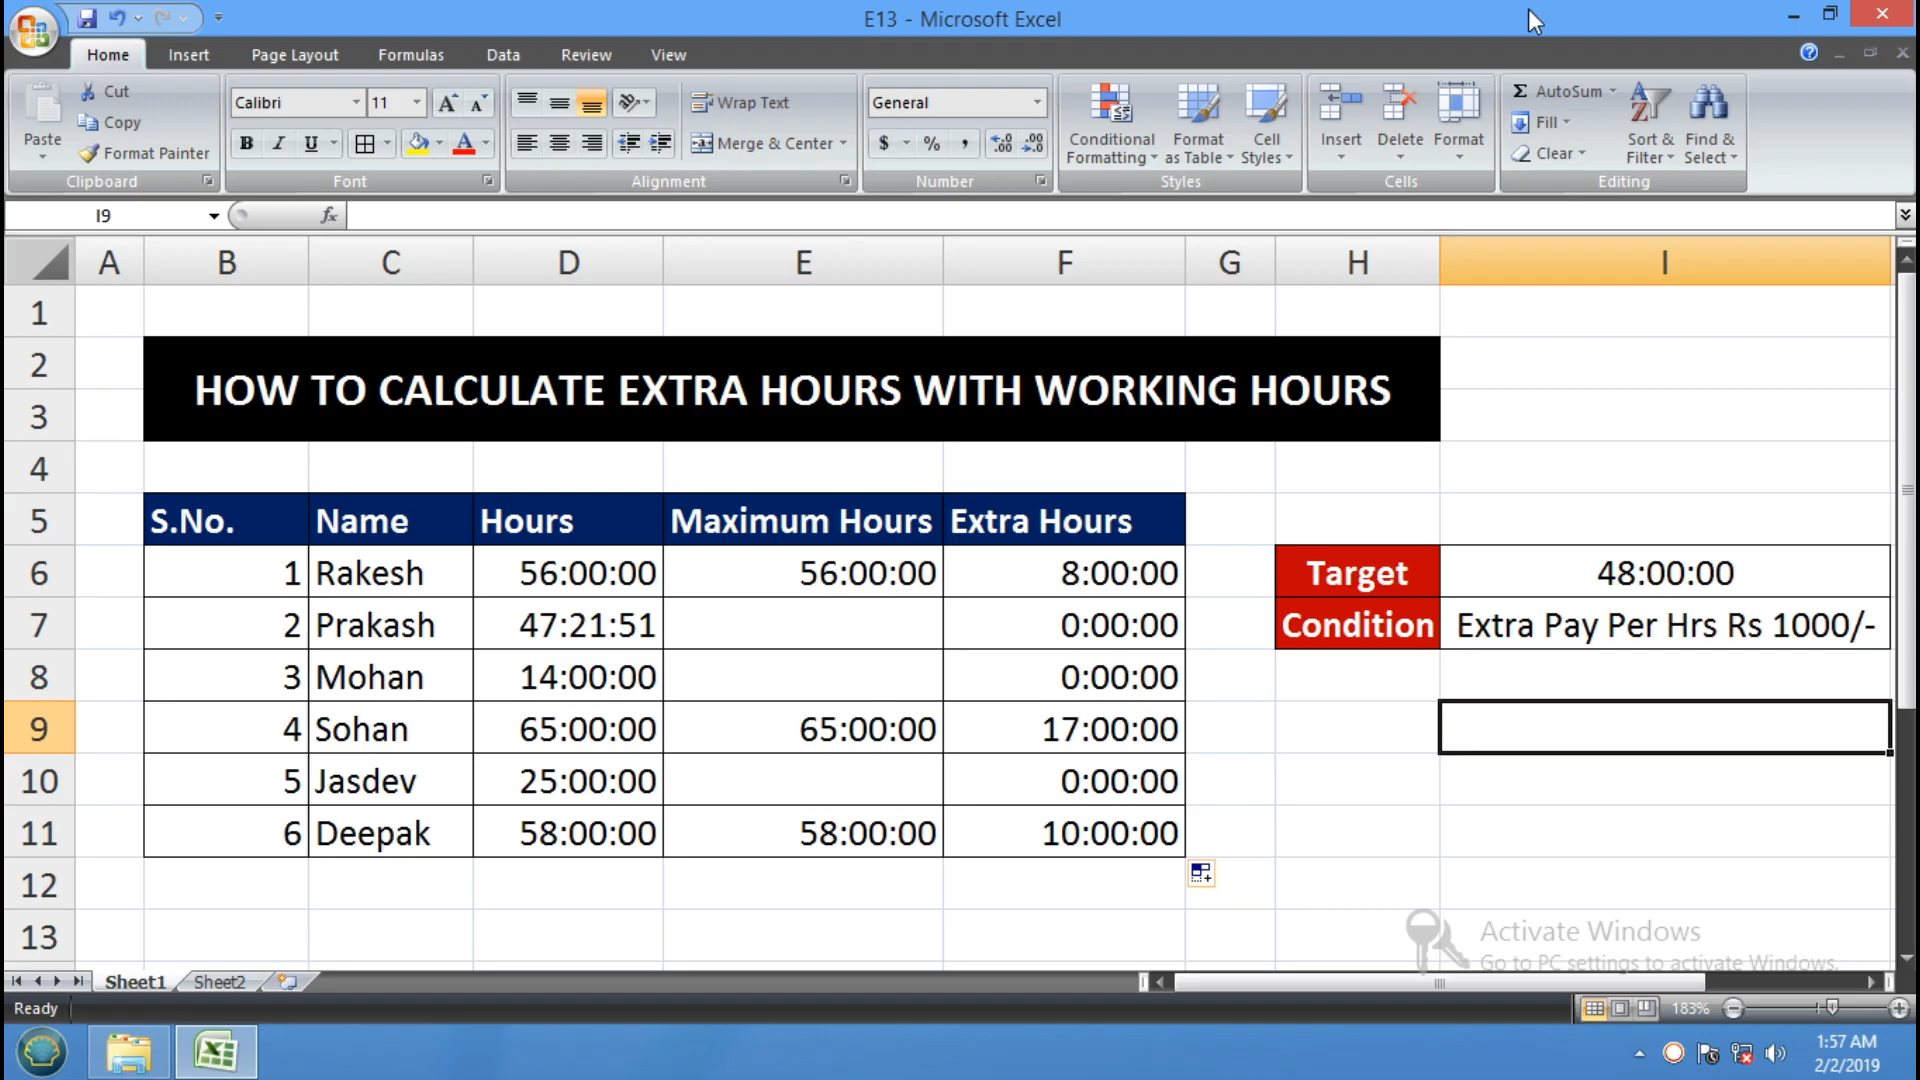 E13 - Microsoft Excel
Home Insert Page Layout Formulas Data Review View
Paste
Cut
Copy
Format Painter
Clipboard
Calibri 11
B I U
Font
Wrap Text
Merge & Center
Alignment
General
$ % ,
Number
Conditional Formatting
Format as Table
Cell Styles
Styles
Insert Delete Format
Cells
Σ AutoSum
Fill
Clear
Sort & Filter
Find & Select
Editing
I9 fx
A B C D E F G H I
1
2
HOW TO CALCULATE EXTRA HOURS WITH WORKING HOURS
3
4
5 S.No. Name Hours Maximum Hours Extra Hours
6 1 Rakesh 56:00:00 56:00:00 8:00:00 Target 48:00:00
7 2 Prakash 47:21:51 0:00:00 Condition Extra Pay Per Hrs Rs 1000/-
8 3 Mohan 14:00:00 0:00:00
9 4 Sohan 65:00:00 65:00:00 17:00:00
10 5 Jasdev 25:00:00 0:00:00
11 6 Deepak 58:00:00 58:00:00 10:00:00
12
13
Activate Windows
Go to PC settings to activate Windows.
Sheet1 Sheet2
Ready 183%
1:57 AM
2/2/2019